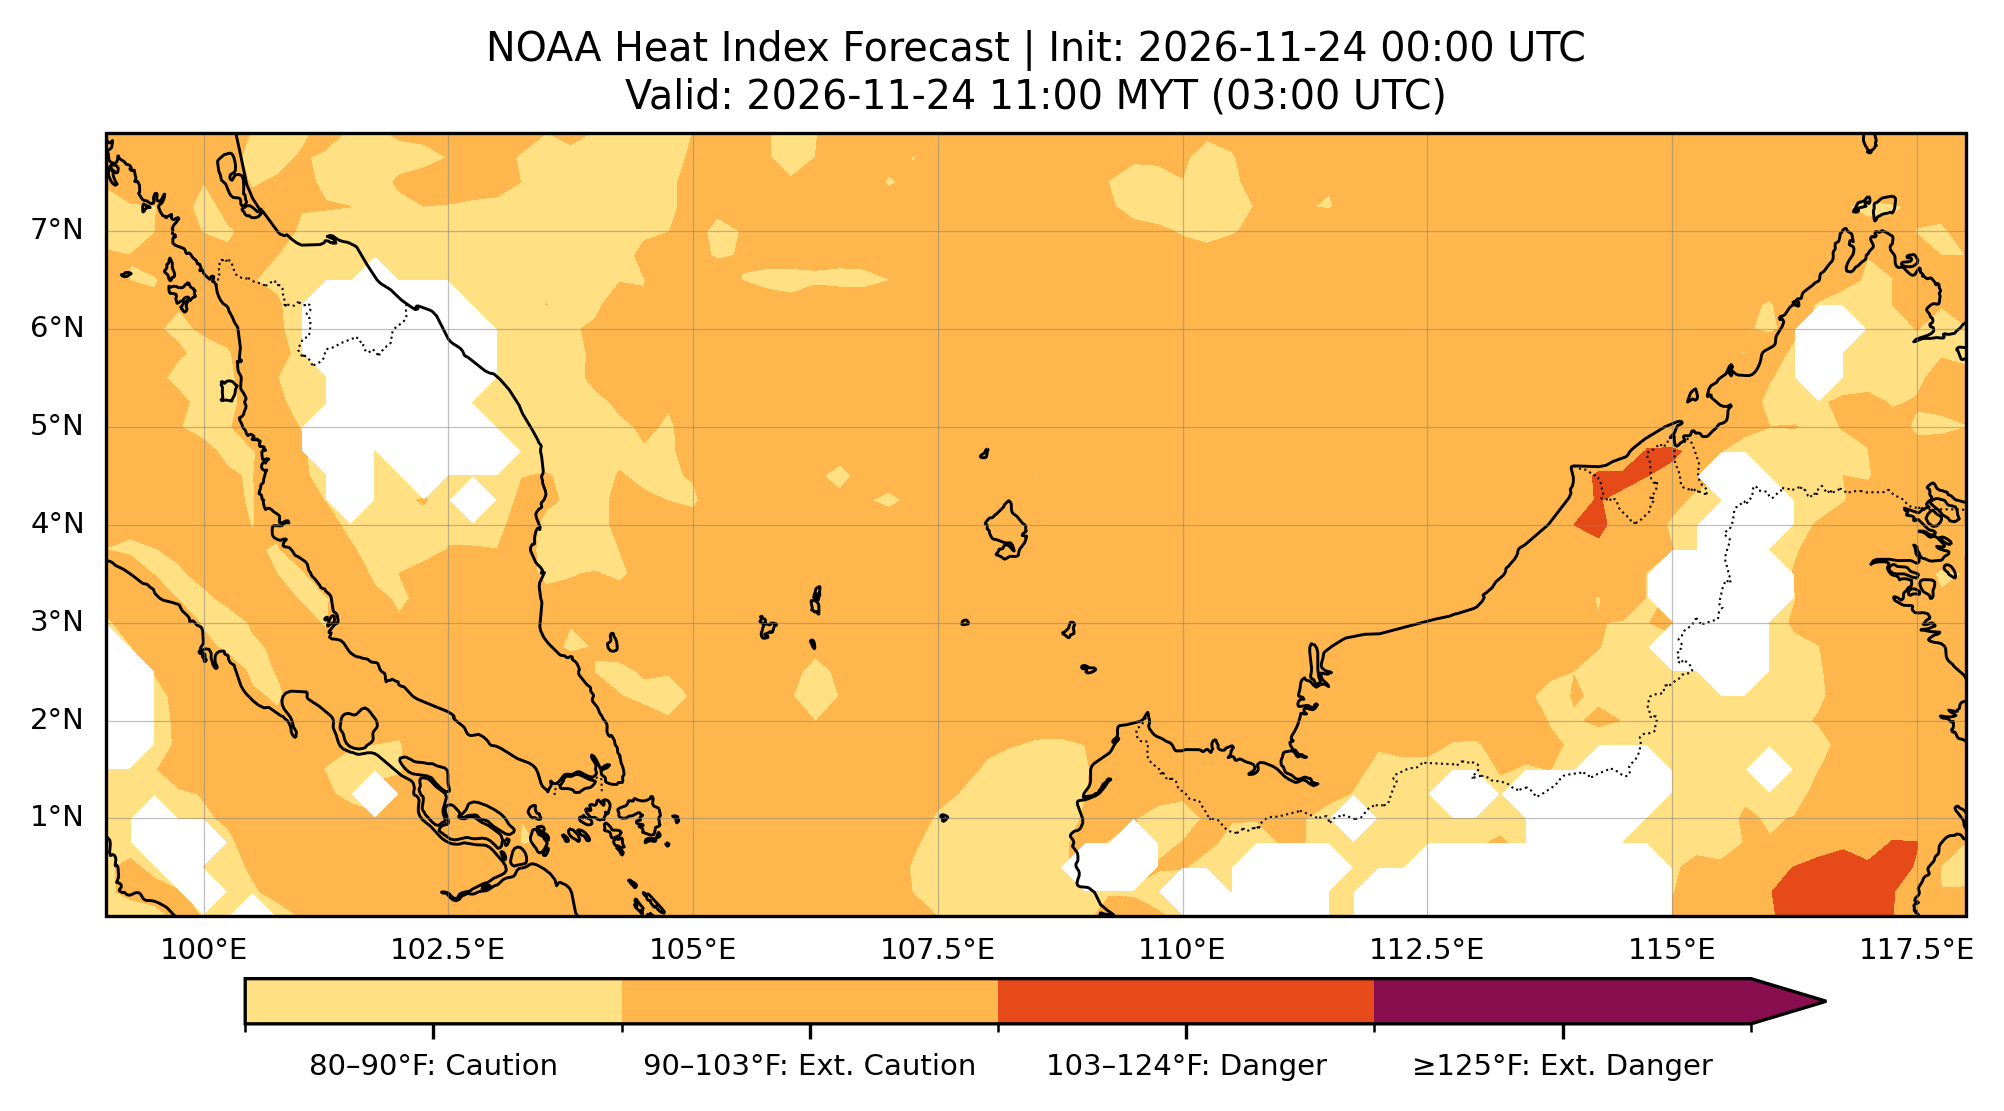 NOAA Heat Index Forecast | Init: 2026-11-24 00:00 UTC
Valid: 2026-11-24 11:00 MYT (03:00 UTC)
7°N
6°N
5°N
4°N
3°N
2°N
1°N
100°E 102.5°E 105°E 107.5°E 110°E 112.5°E 115°E 117.5°E
80–90°F: Caution 90–103°F: Ext. Caution 103–124°F: Danger ≥125°F: Ext. Danger